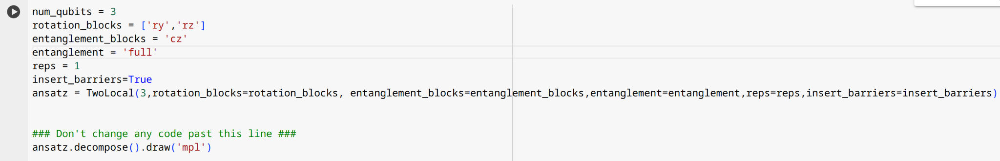 num_qubits = 3
rotation_blocks = ['ry','rz']
entanglement_blocks = 'cz'
entanglement = 'full'
reps = 1
insert_barriers=True
ansatz = TwoLocal(3,rotation_blocks=rotation_blocks, entanglement_blocks=entanglement_blocks,entanglement=entanglement,reps=reps,insert_barriers=insert_barriers)
### Don't change any code past this line ###
ansatz.decompose().draw('mpl')